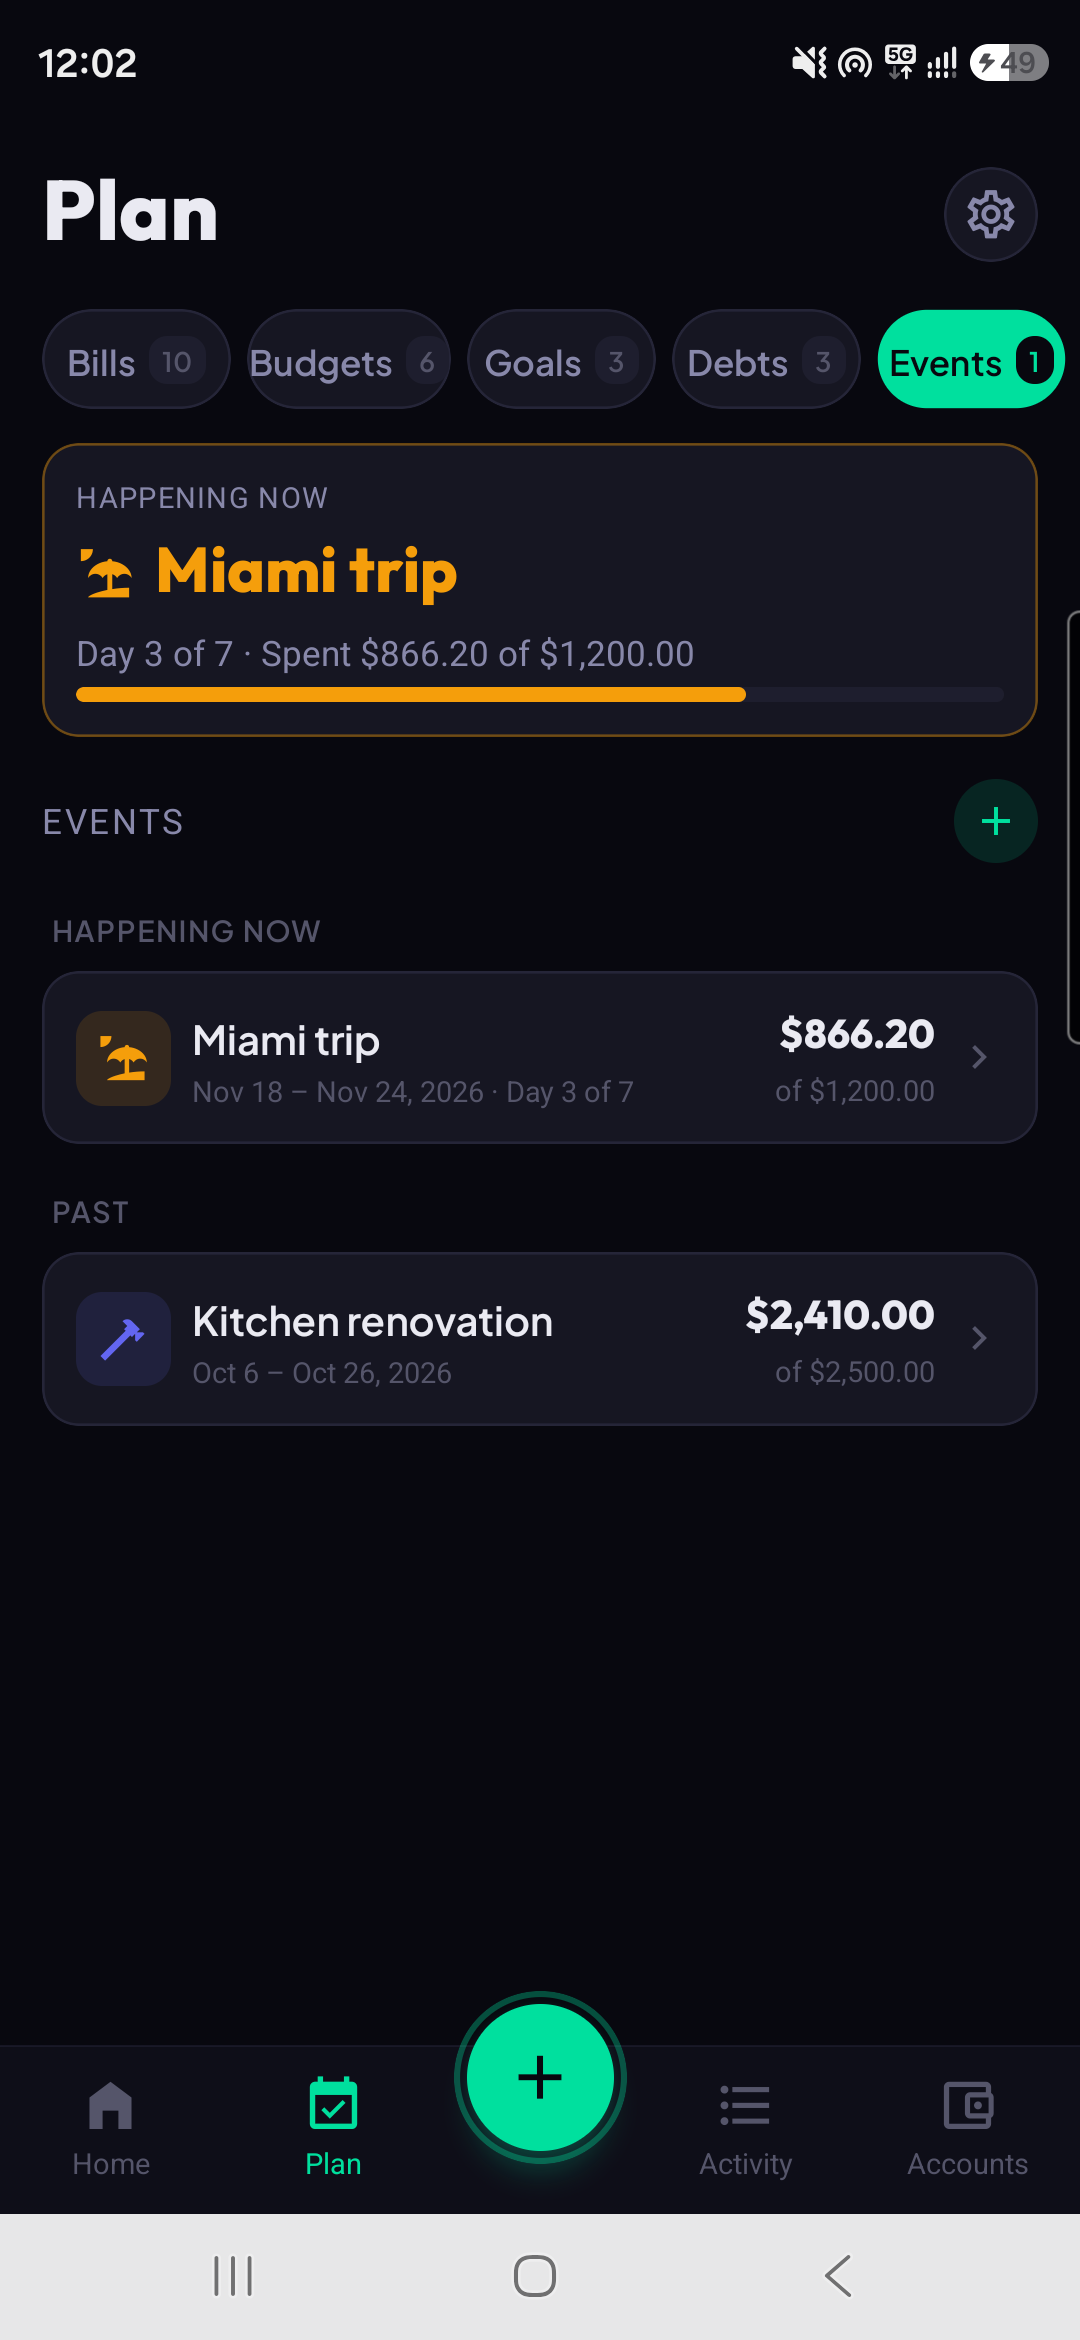 12:02
5G
49
Plan
Bills 10
Budgets 6
Goals 3
Debts 3
Events 1
HAPPENING NOW
Miami trip
Day 3 of 7 · Spent $866.20 of $1,200.00
EVENTS
HAPPENING NOW
Miami trip
$866.20
Nov 18 – Nov 24, 2026 · Day 3 of 7
of $1,200.00
PAST
Kitchen renovation
$2,410.00
Oct 6 – Oct 26, 2026
of $2,500.00
Home
Plan
Activity
Accounts